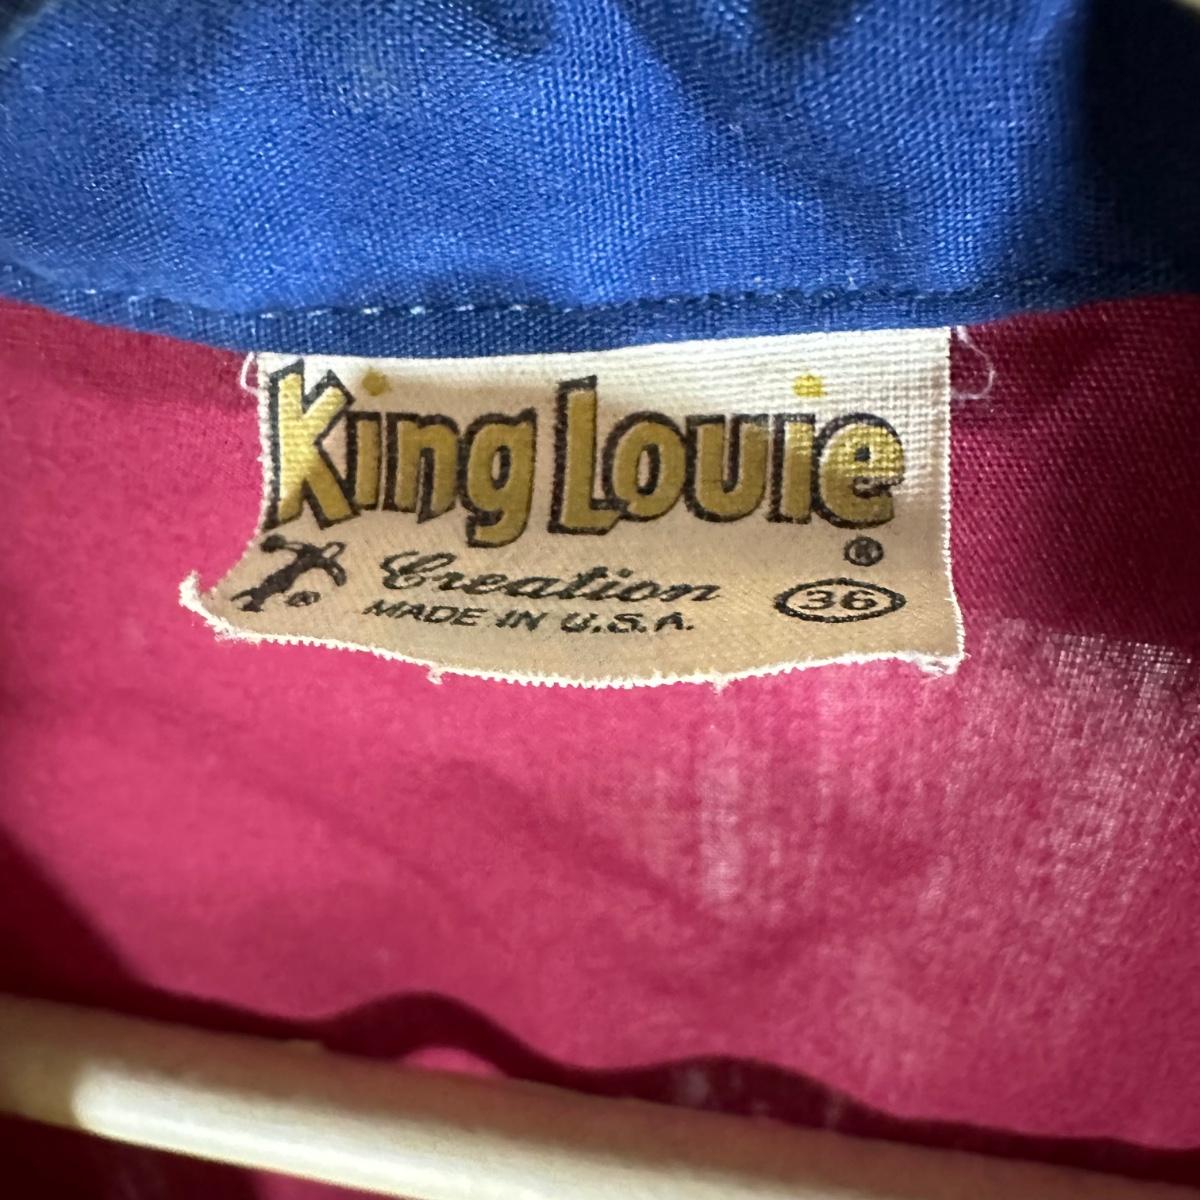 King Louie
®
Creation
MADE IN U.S.A.
®
36